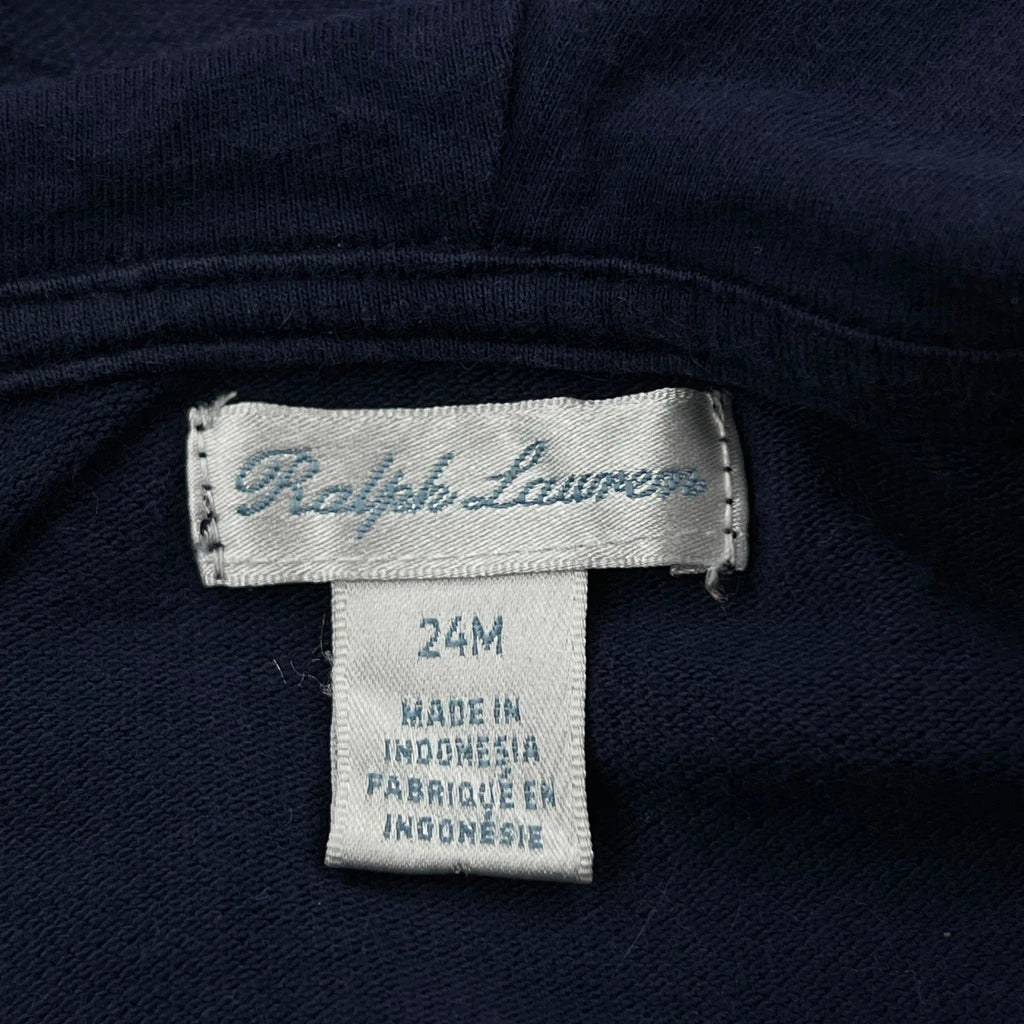 Ralph Lauren
24M
MADE IN
INDONESIA
FABRIQUÉ EN
INDONÉSIE